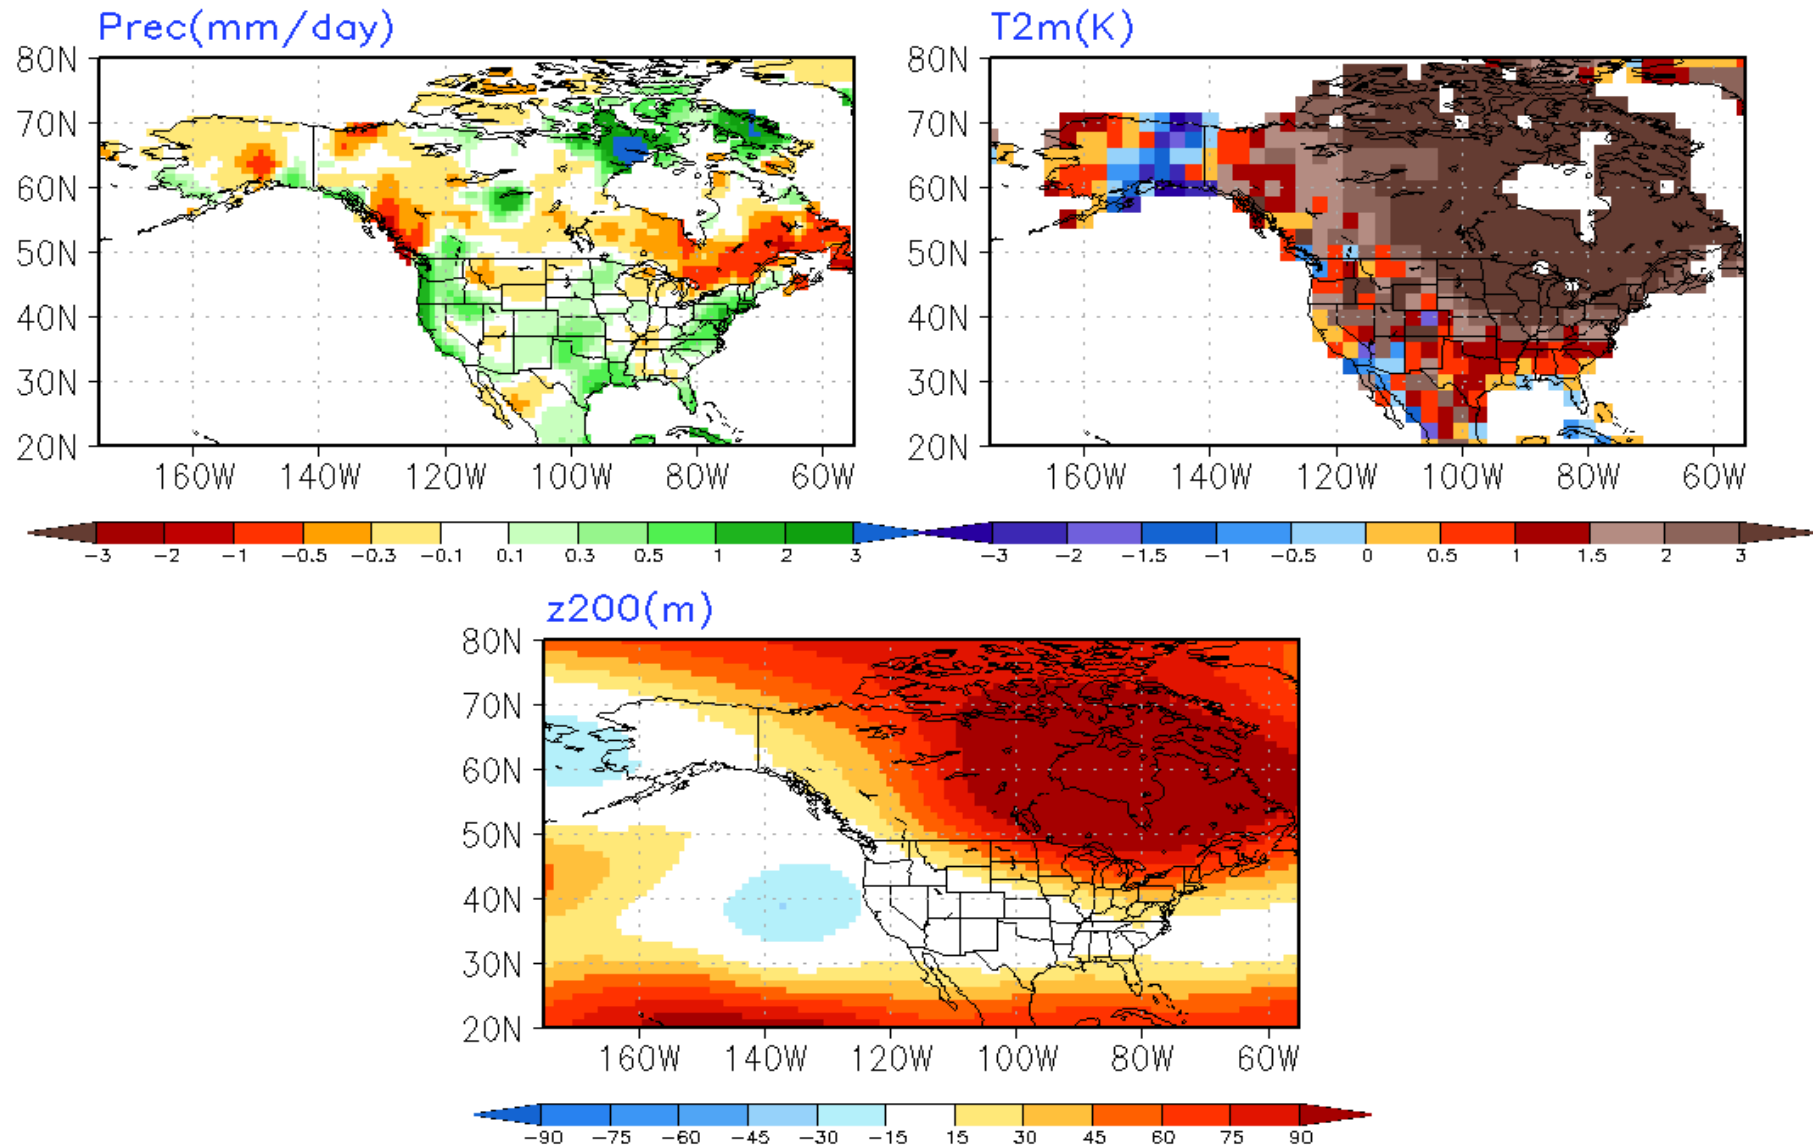 Prec(mm/day)
80N
70N
60N
50N
40N
30N
20N
160W 140W 120W 100W 80W 60W
-3 -2 -1 -0.5 -0.3 -0.1 0.1 0.3 0.5 1 2 3
T2m(K)
80N
70N
60N
50N
40N
30N
20N
160W 140W 120W 100W 80W 60W
-3 -2 -1.5 -1 -0.5 0 0.5 1 1.5 2 3
z200(m)
80N
70N
60N
50N
40N
30N
20N
160W 140W 120W 100W 80W 60W
-90 -75 -60 -45 -30 -15 15 30 45 60 75 90